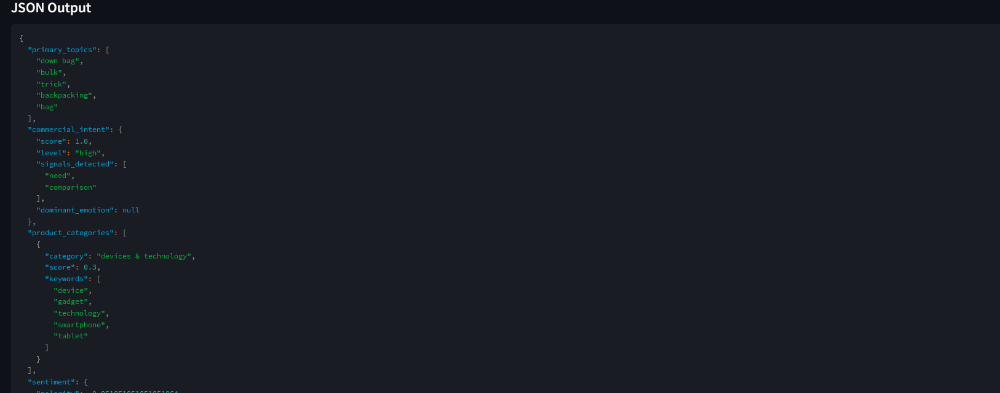 JSON Output
{
"primary_topics": [
"down bag",
"bulk",
"trick",
"backpacking",
"bag"
],
"commercial_intent": {
"score": 1.0,
"level": "high",
"signals_detected": [
"need",
"comparison"
],
"dominant_emotion": null
},
"product_categories": [
{
"category": "devices & technology",
"score": 0.3,
"keywords": [
"device",
"gadget",
"technology",
"smartphone",
"tablet"
]
}
],
"sentiment": {